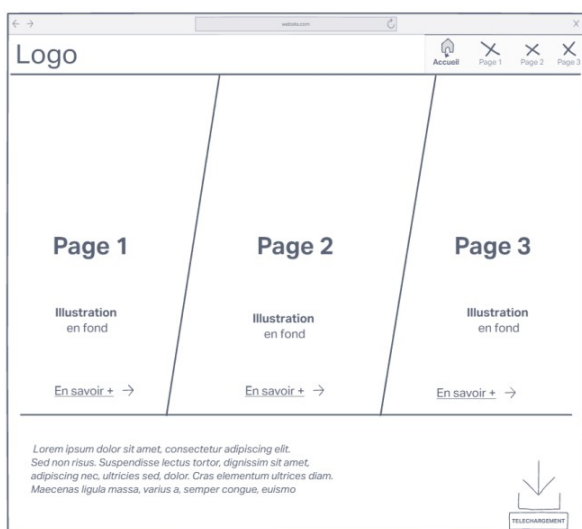 website.com
Logo
Accueil
Page 1
Page 2
Page 3
Page 1
Page 2
Page 3
Illustration
en fond
Illustration
en fond
Illustration
en fond
En savoir +
En savoir +
En savoir +
Lorem ipsum dolor sit amet, consectetur adipiscing elit.
Sed non risus. Suspendisse lectus tortor, dignissim sit amet,
adipiscing nec, ultricies sed, dolor. Cras elementum ultrices diam.
Maecenas ligula massa, varius a, semper congue, euismo
TELECHARGEMENT